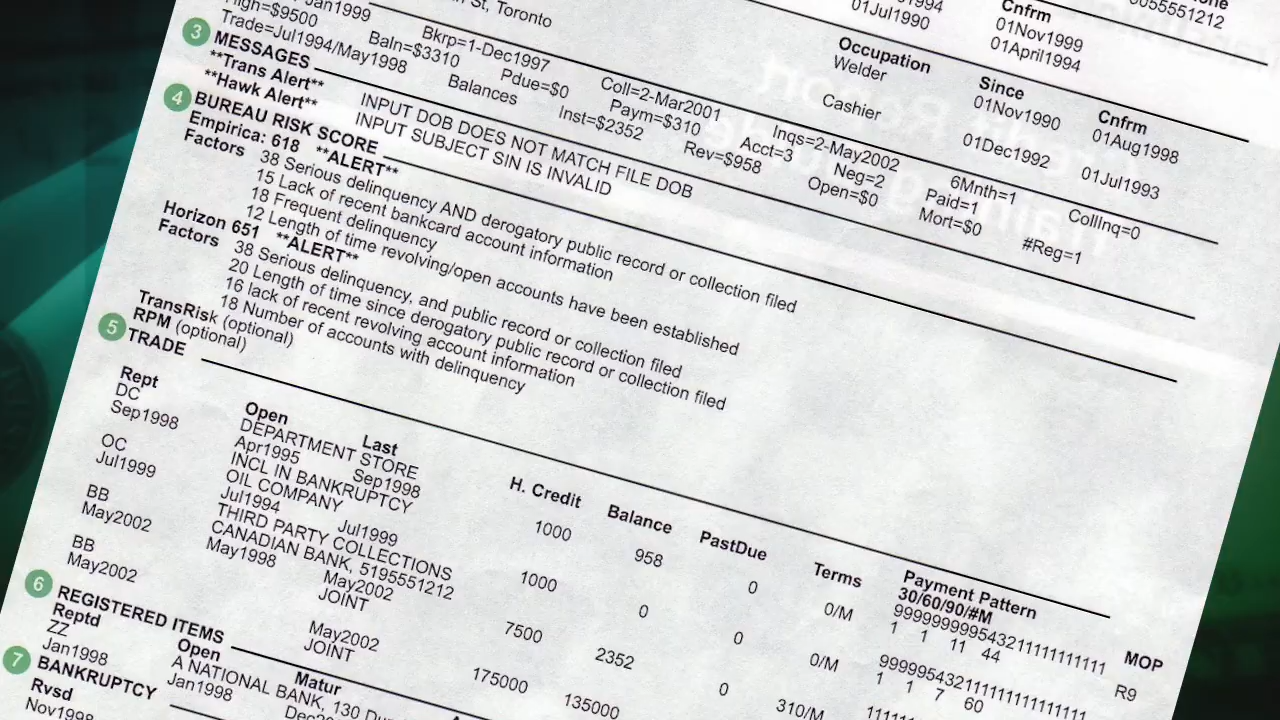 St, Toronto
01Jul1990
Cnfrm
01Nov1999
01April1994
High=$9500
Bkrp=1-Dec1997
Coll=2-Mar2001
Inqs=2-May2002
6Mnth=1
CollInq=0
Trade=Jul1994/May1998
Baln=$3310
Pdue=$0
Paym=$310
Acct=3
Neg=2
Paid=1
#Reg=1
Balances
Inst=$2352
Rev=$958
Open=$0
Mort=$0
Occupation
Since
Cnfrm
Welder
01Nov1990
01Aug1998
Cashier
01Dec1992
01Jul1993
3 MESSAGES
**Trans Alert** INPUT DOB DOES NOT MATCH FILE DOB
**Hawk Alert** INPUT SUBJECT SIN IS INVALID
4 BUREAU RISK SCORE
Empirica: 618 **ALERT**
Factors 38 Serious delinquency AND derogatory public record or collection filed
15 Lack of recent bankcard account information
18 Frequent delinquency
12 Length of time revolving/open accounts have been established
Horizon 651 **ALERT**
Factors 38 Serious delinquency, and public record or collection filed
20 Length of time since derogatory public record or collection filed
16 lack of recent revolving account information
18 Number of accounts with delinquency
TransRisk (optional)
RPM (optional)
5 TRADE
Rept Open Last H. Credit Balance PastDue Terms Payment Pattern MOP
30/60/90/#M
DC DEPARTMENT STORE
Sep1998 Apr1995 Sep1998 1000 958 0 0/M 999999999543211111111111 R9
INCL IN BANKRUPTCY
1 1 11 44
OC OIL COMPANY
Jul1999 Jul1994 Jul1999 1000 0 0 0/M
THIRD PARTY COLLECTIONS
1 1 7 60
BB CANADIAN BANK, 5195551212
May2002 May1998 May2002 7500 2352 0 310/M
JOINT
BB
May2002 May2002 175000 135000
JOINT
6 REGISTERED ITEMS
Reptd Open Matur
ZZ A NATIONAL BANK, 130
Jan1998 Jan1998
7 BANKRUPTCY
Rvsd
Nov1998